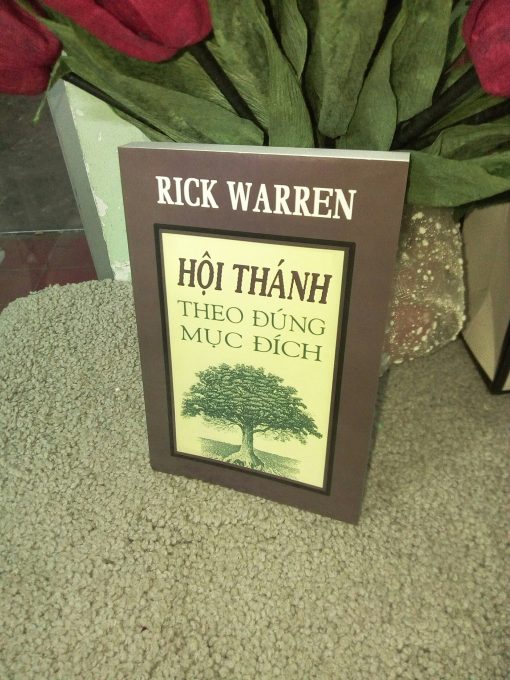 RICK WARREN
HỘI THÁNH
THEO ĐÚNG
MỤC ĐÍCH